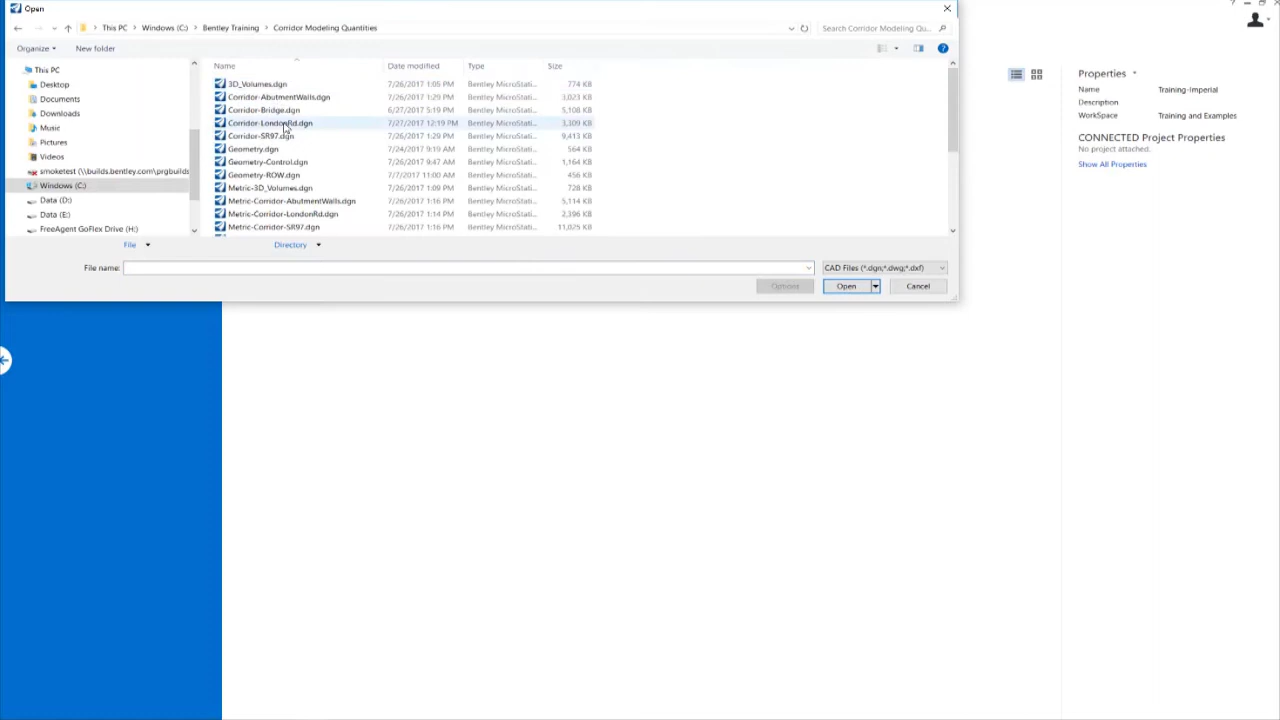 Open
This PC > Windows (C:) > Bentley Training > Corridor Modeling Quantities
Search Corridor Modeling Qu...
Organize
New folder
Name
Date modified
Type
Size
This PC
Desktop
Documents
Downloads
Music
Pictures
Videos
smoketest (\\builds.bentley.com\prgbuilds
Windows (C:)
Data (D:)
Data (E:)
FreeAgent GoFlex Drive (H:)
3D_Volumes.dgn 7/26/2017 1:05 PM Bentley MicroStati... 774 KB
Corridor-AbutmentWalls.dgn 7/26/2017 1:29 PM Bentley MicroStati... 3,023 KB
Corridor-Bridge.dgn 6/27/2017 5:19 PM Bentley MicroStati... 5,108 KB
Corridor-LondonRd.dgn 7/27/2017 12:19 PM Bentley MicroStati... 3,309 KB
Corridor-SR97.dgn 7/26/2017 1:29 PM Bentley MicroStati... 9,413 KB
Geometry.dgn 7/24/2017 9:19 AM Bentley MicroStati... 564 KB
Geometry-Control.dgn 7/26/2017 9:47 AM Bentley MicroStati... 1,164 KB
Geometry-ROW.dgn 7/27/2017 11:00 AM Bentley MicroStati... 456 KB
Metric-3D_Volumes.dgn 7/26/2017 1:09 PM Bentley MicroStati... 728 KB
Metric-Corridor-AbutmentWalls.dgn 7/26/2017 1:16 PM Bentley MicroStati... 5,114 KB
Metric-Corridor-LondonRd.dgn 7/26/2017 1:14 PM Bentley MicroStati... 2,396 KB
Metric-Corridor-SR97.dgn 7/26/2017 1:16 PM Bentley MicroStati... 11,025 KB
File
Directory
File name:
CAD Files (*.dgn;*.dwg;*.dxf)
Options
Open
Cancel
Properties
Name Training-Imperial
Description
WorkSpace Training and Examples
CONNECTED Project Properties
No project attached.
Show All Properties